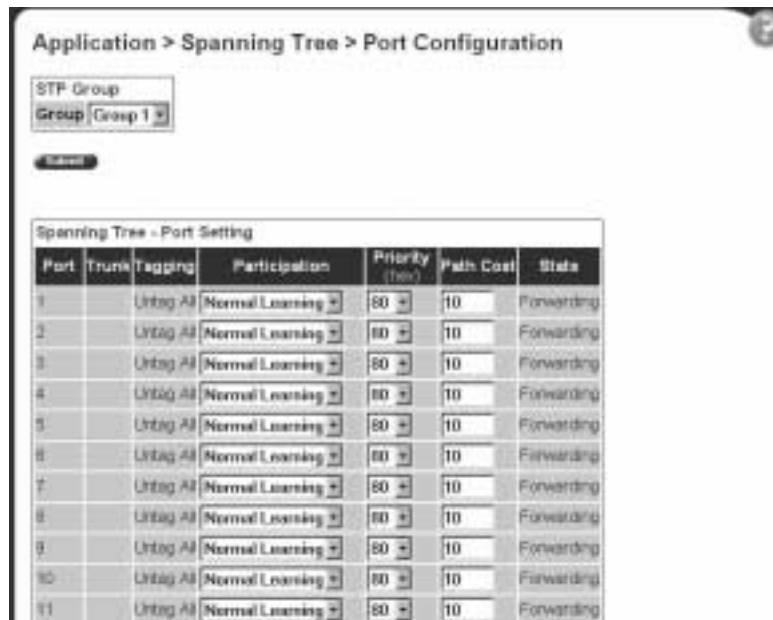 Application > Spanning Tree > Port Configuration
STP Group
Group Group 1
Submit
Spanning Tree - Port Setting
Port Trunk Tagging Participation Priority (hex) Path Cost State
1 Untag All Normal Learning 80 10 Forwarding
2 Untag All Normal Learning 80 10 Forwarding
3 Untag All Normal Learning 80 10 Forwarding
4 Untag All Normal Learning 80 10 Forwarding
5 Untag All Normal Learning 80 10 Forwarding
6 Untag All Normal Learning 80 10 Forwarding
7 Untag All Normal Learning 80 10 Forwarding
8 Untag All Normal Learning 80 10 Forwarding
9 Untag All Normal Learning 80 10 Forwarding
10 Untag All Normal Learning 80 10 Forwarding
11 Untag All Normal Learning 80 10 Forwarding